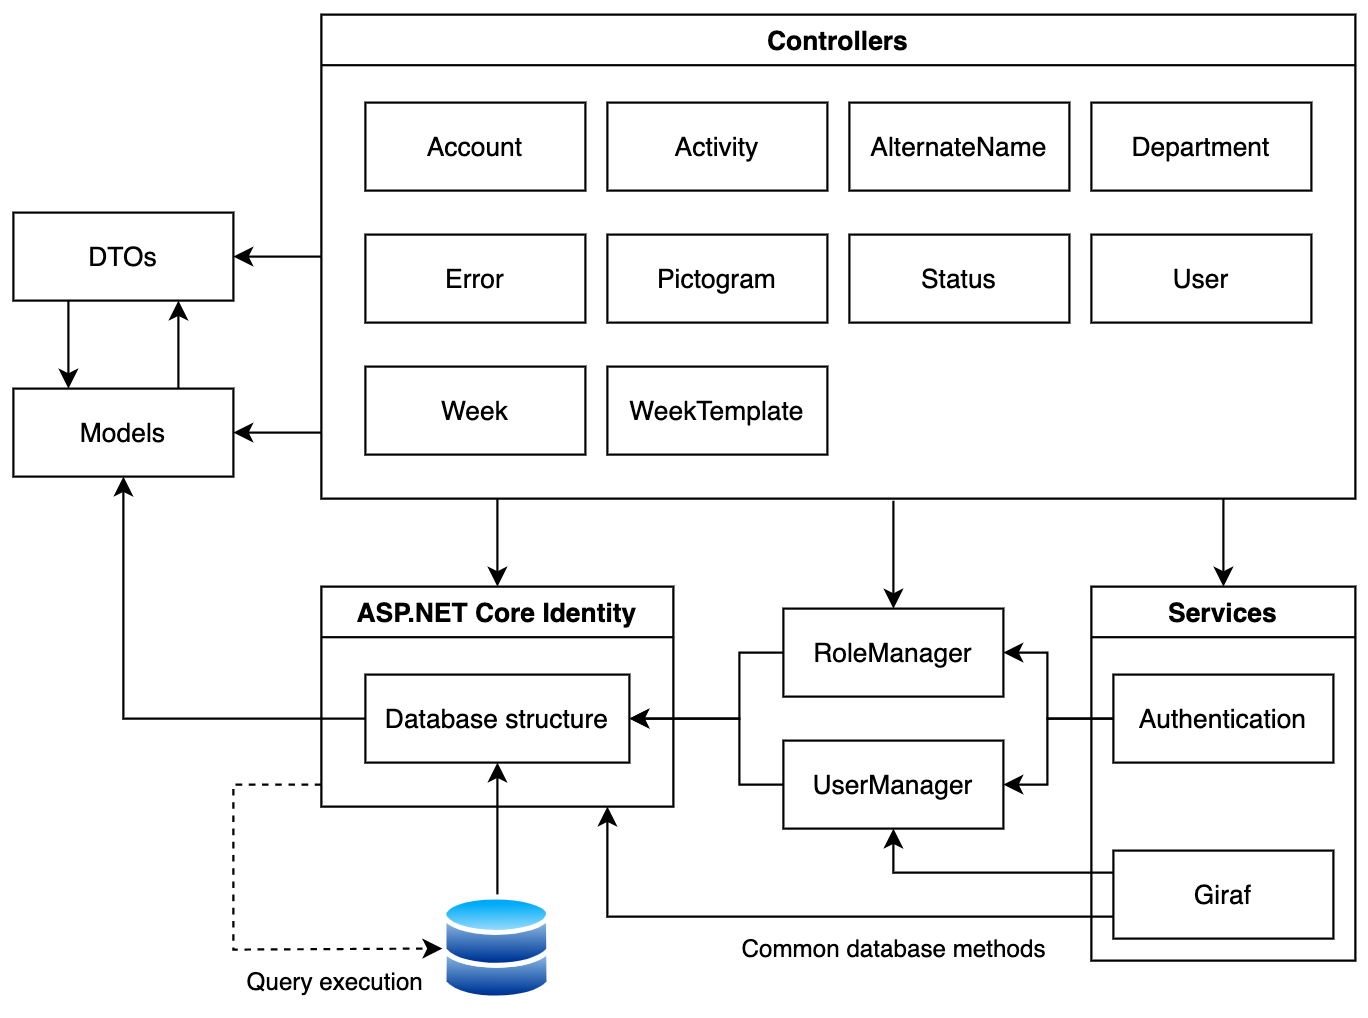 Controllers
Account
Activity
AlternateName
Department
DTOs
Error
Pictogram
Status
User
Models
Week
WeekTemplate
ASP.NET Core Identity
Services
RoleManager
Database structure
Authentication
UserManager
Giraf
Common database methods
Query execution